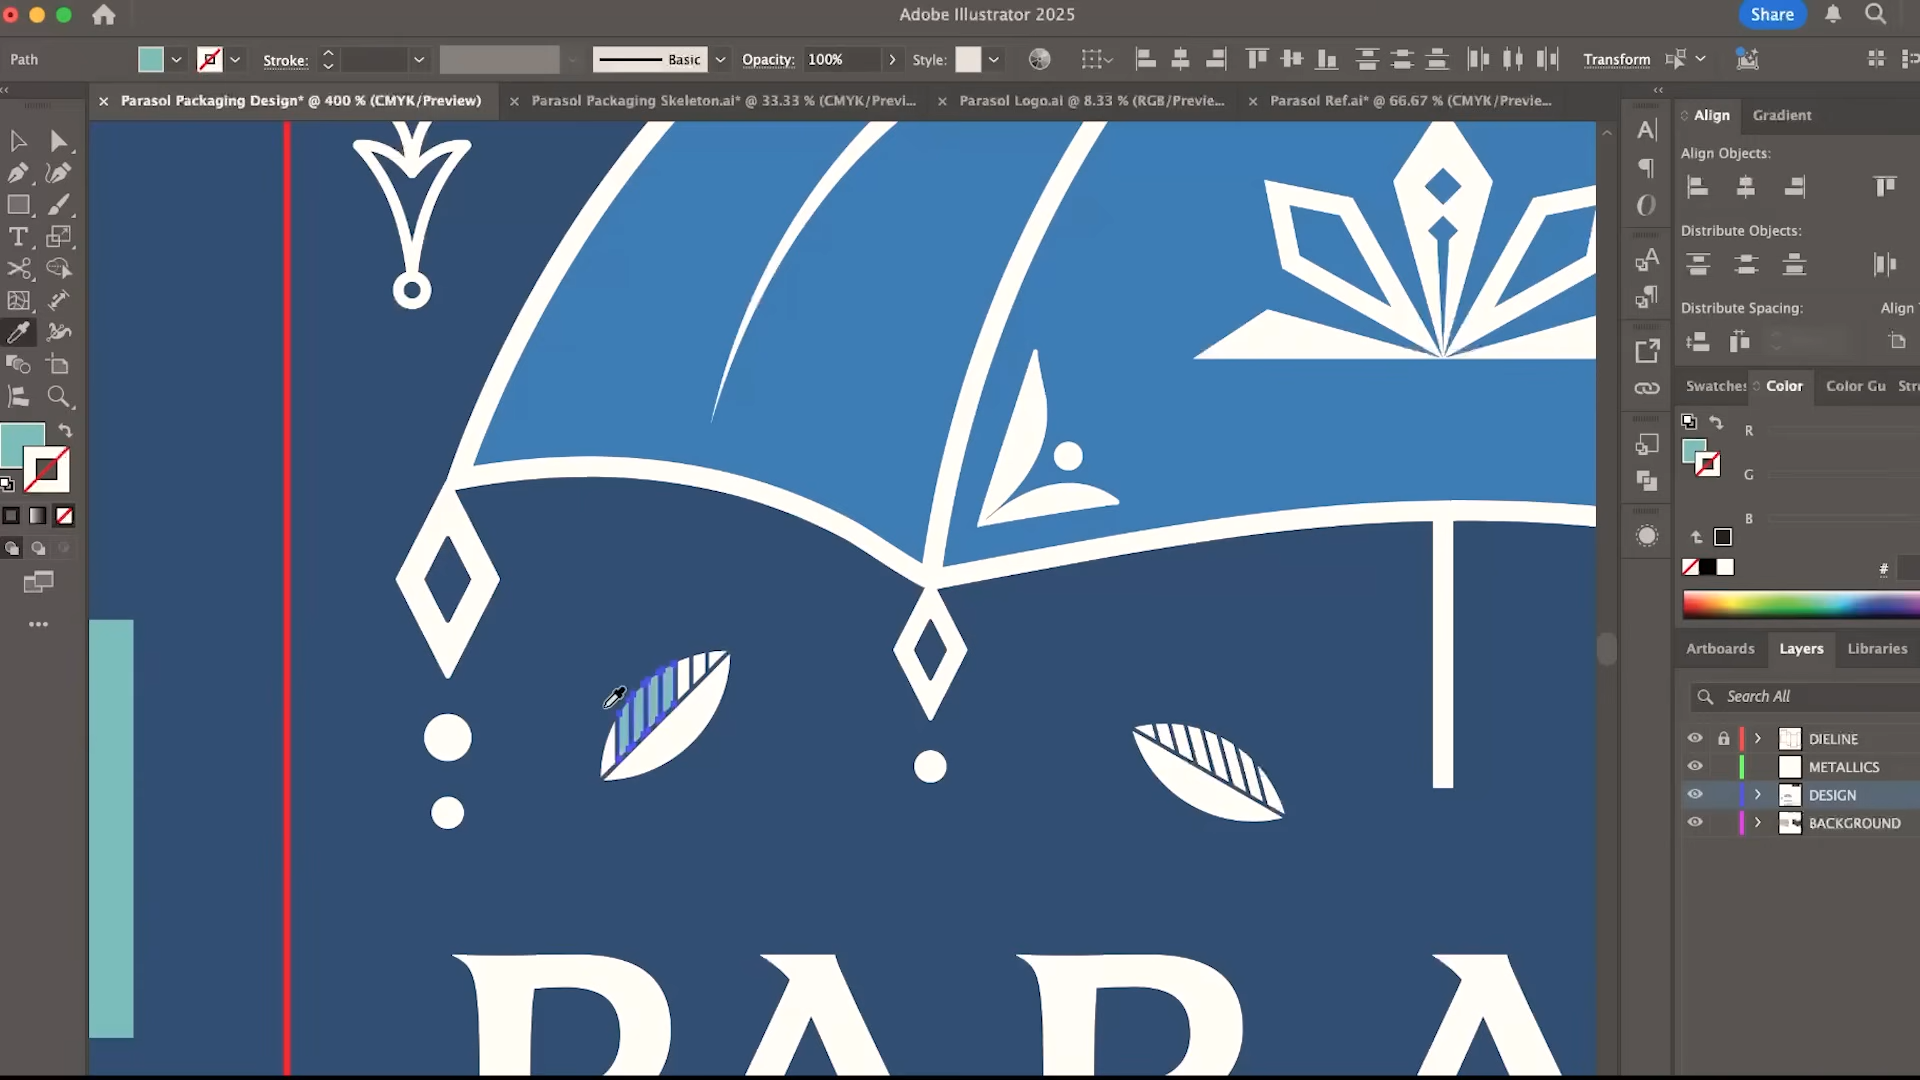 Adobe Illustrator 2025
Share
Path
Stroke:
Basic
Opacity: 100%
Style:
Transform
Parasol Packaging Design* @ 400 % (CMYK/Preview)
Parasol Packaging Skeleton.ai* @ 33.33 % (CMYK/Previ...
Parasol Logo.ai @ 8.33 % (RGB/Previe...
Parasol Ref.ai* @ 66.67 % (CMYK/Previe...
Align
Gradient
Align Objects:
Distribute Objects:
Distribute Spacing:
Align
Swatches
Color
Color Gu
Str
R
G
B
#
Artboards
Layers
Libraries
Search All
DIELINE
METALLICS
DESIGN
BACKGROUND
PARA